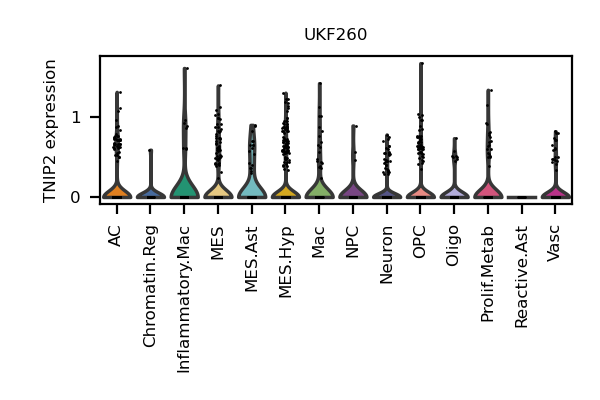 UKF260
TNIP2 expression
1
0
AC
Chromatin.Reg
Inflammatory.Mac
MES
MES.Ast
MES.Hyp
Mac
NPC
Neuron
OPC
Oligo
Prolif.Metab
Reactive.Ast
Vasc